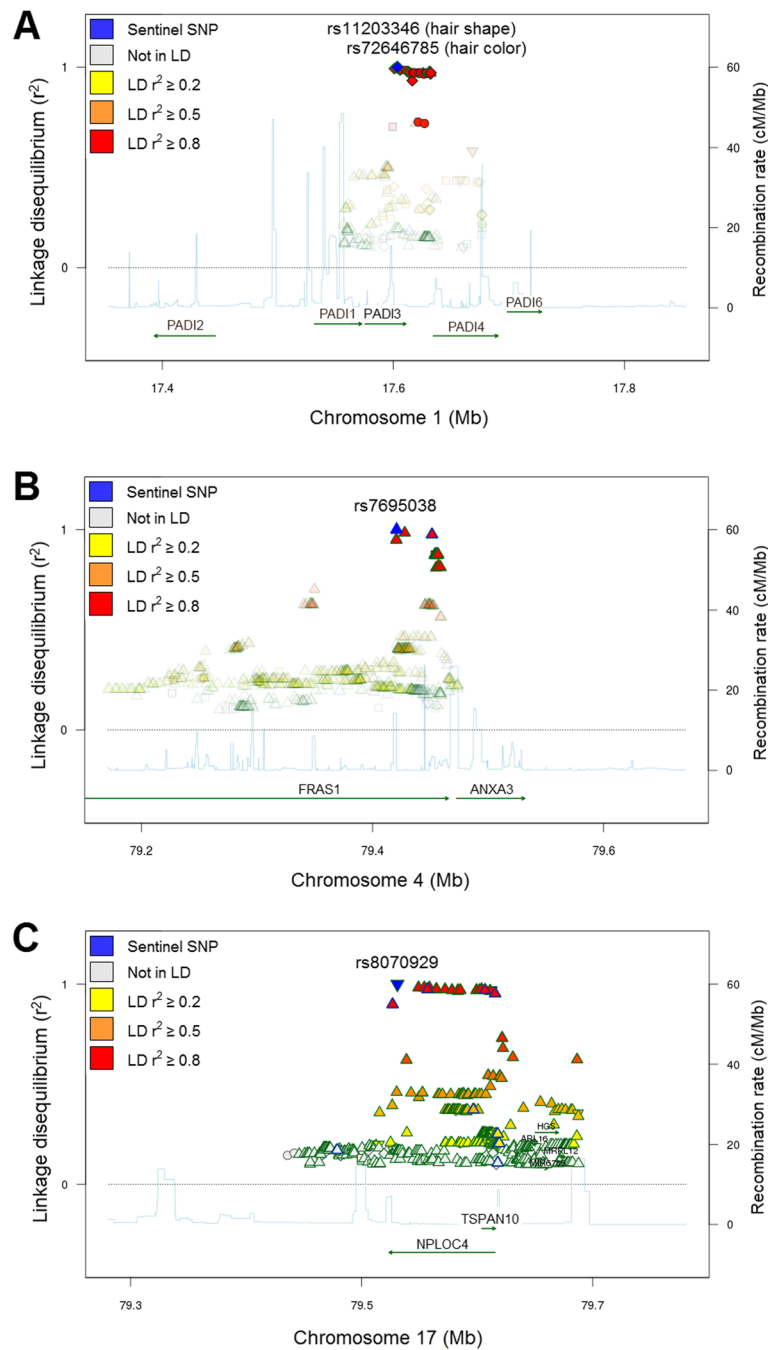 A
Sentinel SNP
Not in LD
LD r² ≥ 0.2
LD r² ≥ 0.5
LD r² ≥ 0.8
rs11203346 (hair shape)
rs72646785 (hair color)
Linkage disequilibrium (r²)
1
0
60
40
20
0
Recombination rate (cM/Mb)
PADI2
PADI1
PADI3
PADI4
PADI6
17.4
17.6
17.8
Chromosome 1 (Mb)
B
Sentinel SNP
Not in LD
LD r² ≥ 0.2
LD r² ≥ 0.5
LD r² ≥ 0.8
rs7695038
Linkage disequilibrium (r²)
1
0
60
40
20
0
Recombination rate (cM/Mb)
FRAS1
ANXA3
79.2
79.4
79.6
Chromosome 4 (Mb)
C
Sentinel SNP
Not in LD
LD r² ≥ 0.2
LD r² ≥ 0.5
LD r² ≥ 0.8
rs8070929
Linkage disequilibrium (r²)
1
0
60
40
20
0
Recombination rate (cM/Mb)
HGS
ARL16
MRPL12
TSPAN10
NPLOC4
79.3
79.5
79.7
Chromosome 17 (Mb)